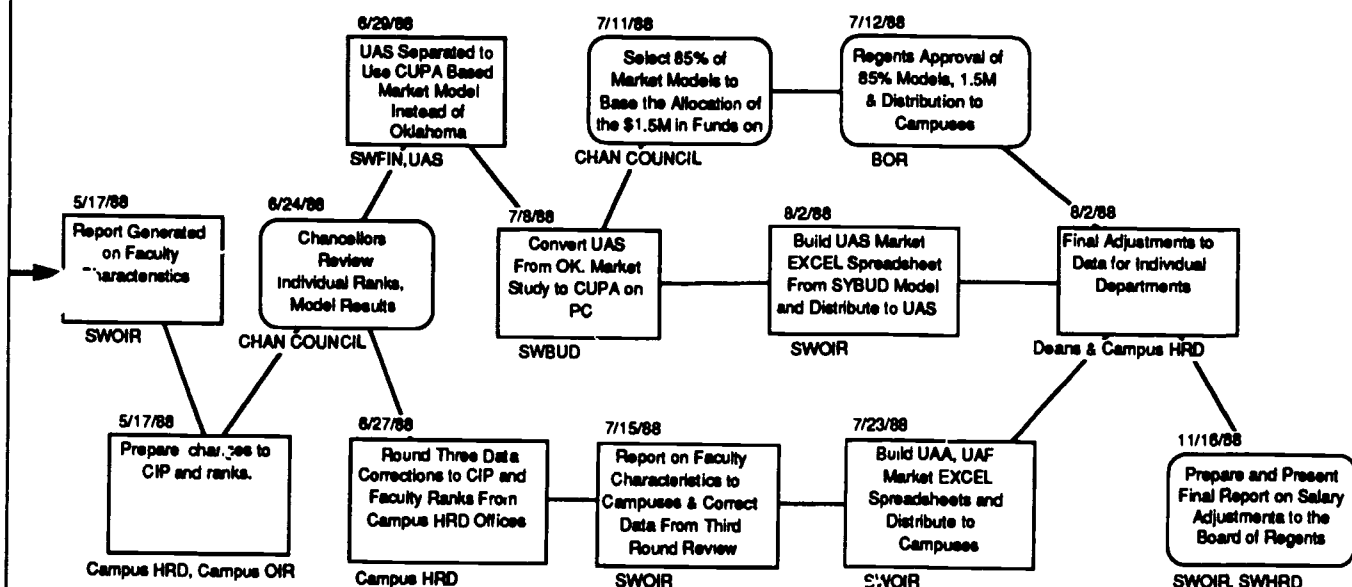 6/29/88
UAS Separated to
Use CUPA Based
Market Model
Instead of
Oklahoma
SWFIN, UAS
7/11/88
Select 85% of
Market Models to
Base the Allocation of
the $1.5M in Funds on
CHAN COUNCIL
7/12/88
Regents Approval of
85% Models, 1.5M
& Distribution to
Campuses
BOR
5/17/88
Report Generated
on Faculty
Characteristics
SWOIR
6/24/88
Chancellors
Review
Individual Ranks,
Model Results
CHAN COUNCIL
7/8/88
Convert UAS
From OK. Market
Study to CUPA on
PC
SWBUD
8/2/88
Build UAS Market
EXCEL Spreadsheet
From SYBUD Model
and Distribute to UAS
SWOIR
8/2/88
Final Adjustments to
Data for Individual
Departments
Deans & Campus HRD
5/17/88
Prepare changes to
CIP and ranks.
Campus HRD, Campus OIR
6/27/88
Round Three Data
Corrections to CIP and
Faculty Ranks From
Campus HRD Offices
Campus HRD
7/15/88
Report on Faculty
Characteristics to
Campuses & Correct
Data From Third
Round Review
SWOIR
7/23/88
Build UAA, UAF
Market EXCEL
Spreadsheets and
Distribute to
Campuses
SWOIR
11/16/88
Prepare and Present
Final Report on Salary
Adjustments to the
Board of Regents
SWOIR, SWHRD